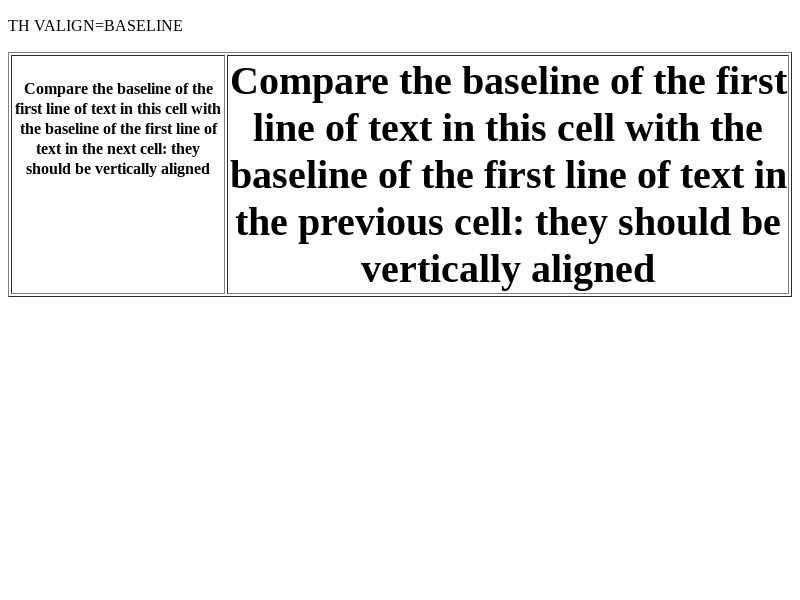 TH VALIGN=BASELINE
Compare the baseline of the
first line of text in this cell with
the baseline of the first line of
text in the next cell: they
should be vertically aligned
Compare the baseline of the first
line of text in this cell with the
baseline of the first line of text in
the previous cell: they should be
vertically aligned